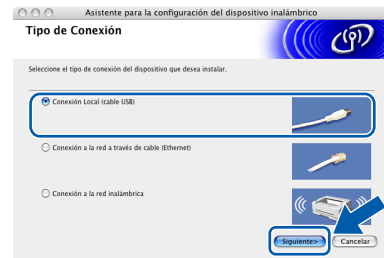 Asistente para la configuración del dispositivo inalámbrico
Tipo de Conexión
Seleccione el tipo de conexión del dispositivo que desea instalar.
Conexión Local (cable USB)
Conexión a la red a través de cable (Ethernet)
Conexión a la red inalámbrica
Siguiente>
Cancelar